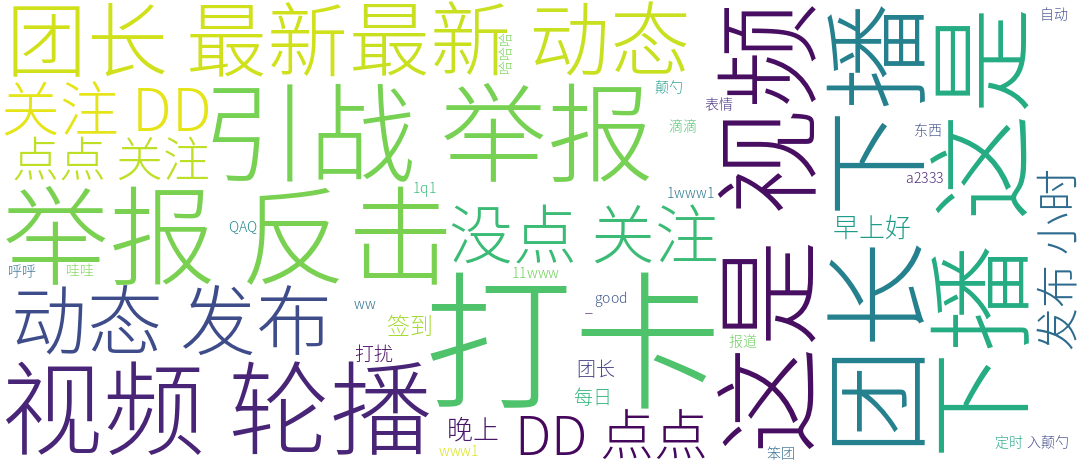 团长 最新最新 动态
哈哈哈
关注 DD
引战 举报
颠勺
点点 关注
滴滴
举报 反击
1q1
QAQ
没点 关注
1www1
11www
呼呼
哇哇
动态 发布
ww
签到
good
_
打卡
打扰
团长
每日
视频 轮播
晚上
www1
DD 点点
表情
这是 视频
报道
笨团
团长 下播
早上好
a2333
东西
下播 这是
自动
发布 小时
定时
入颠勺